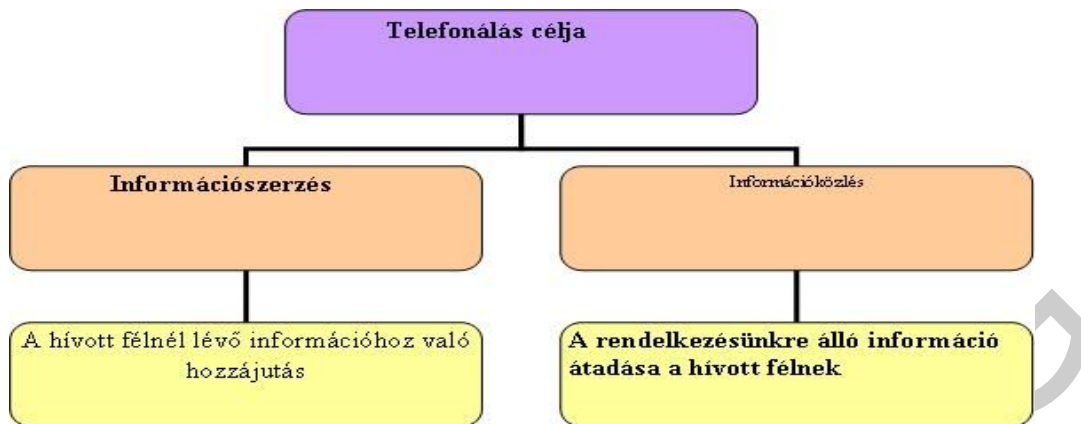 Telefonálás célja
Információszerzés
Információközlés
A hívott félnél lévő információhoz való
hozzájutás
A rendelkezésünkre álló információ
átadása a hívott félnek